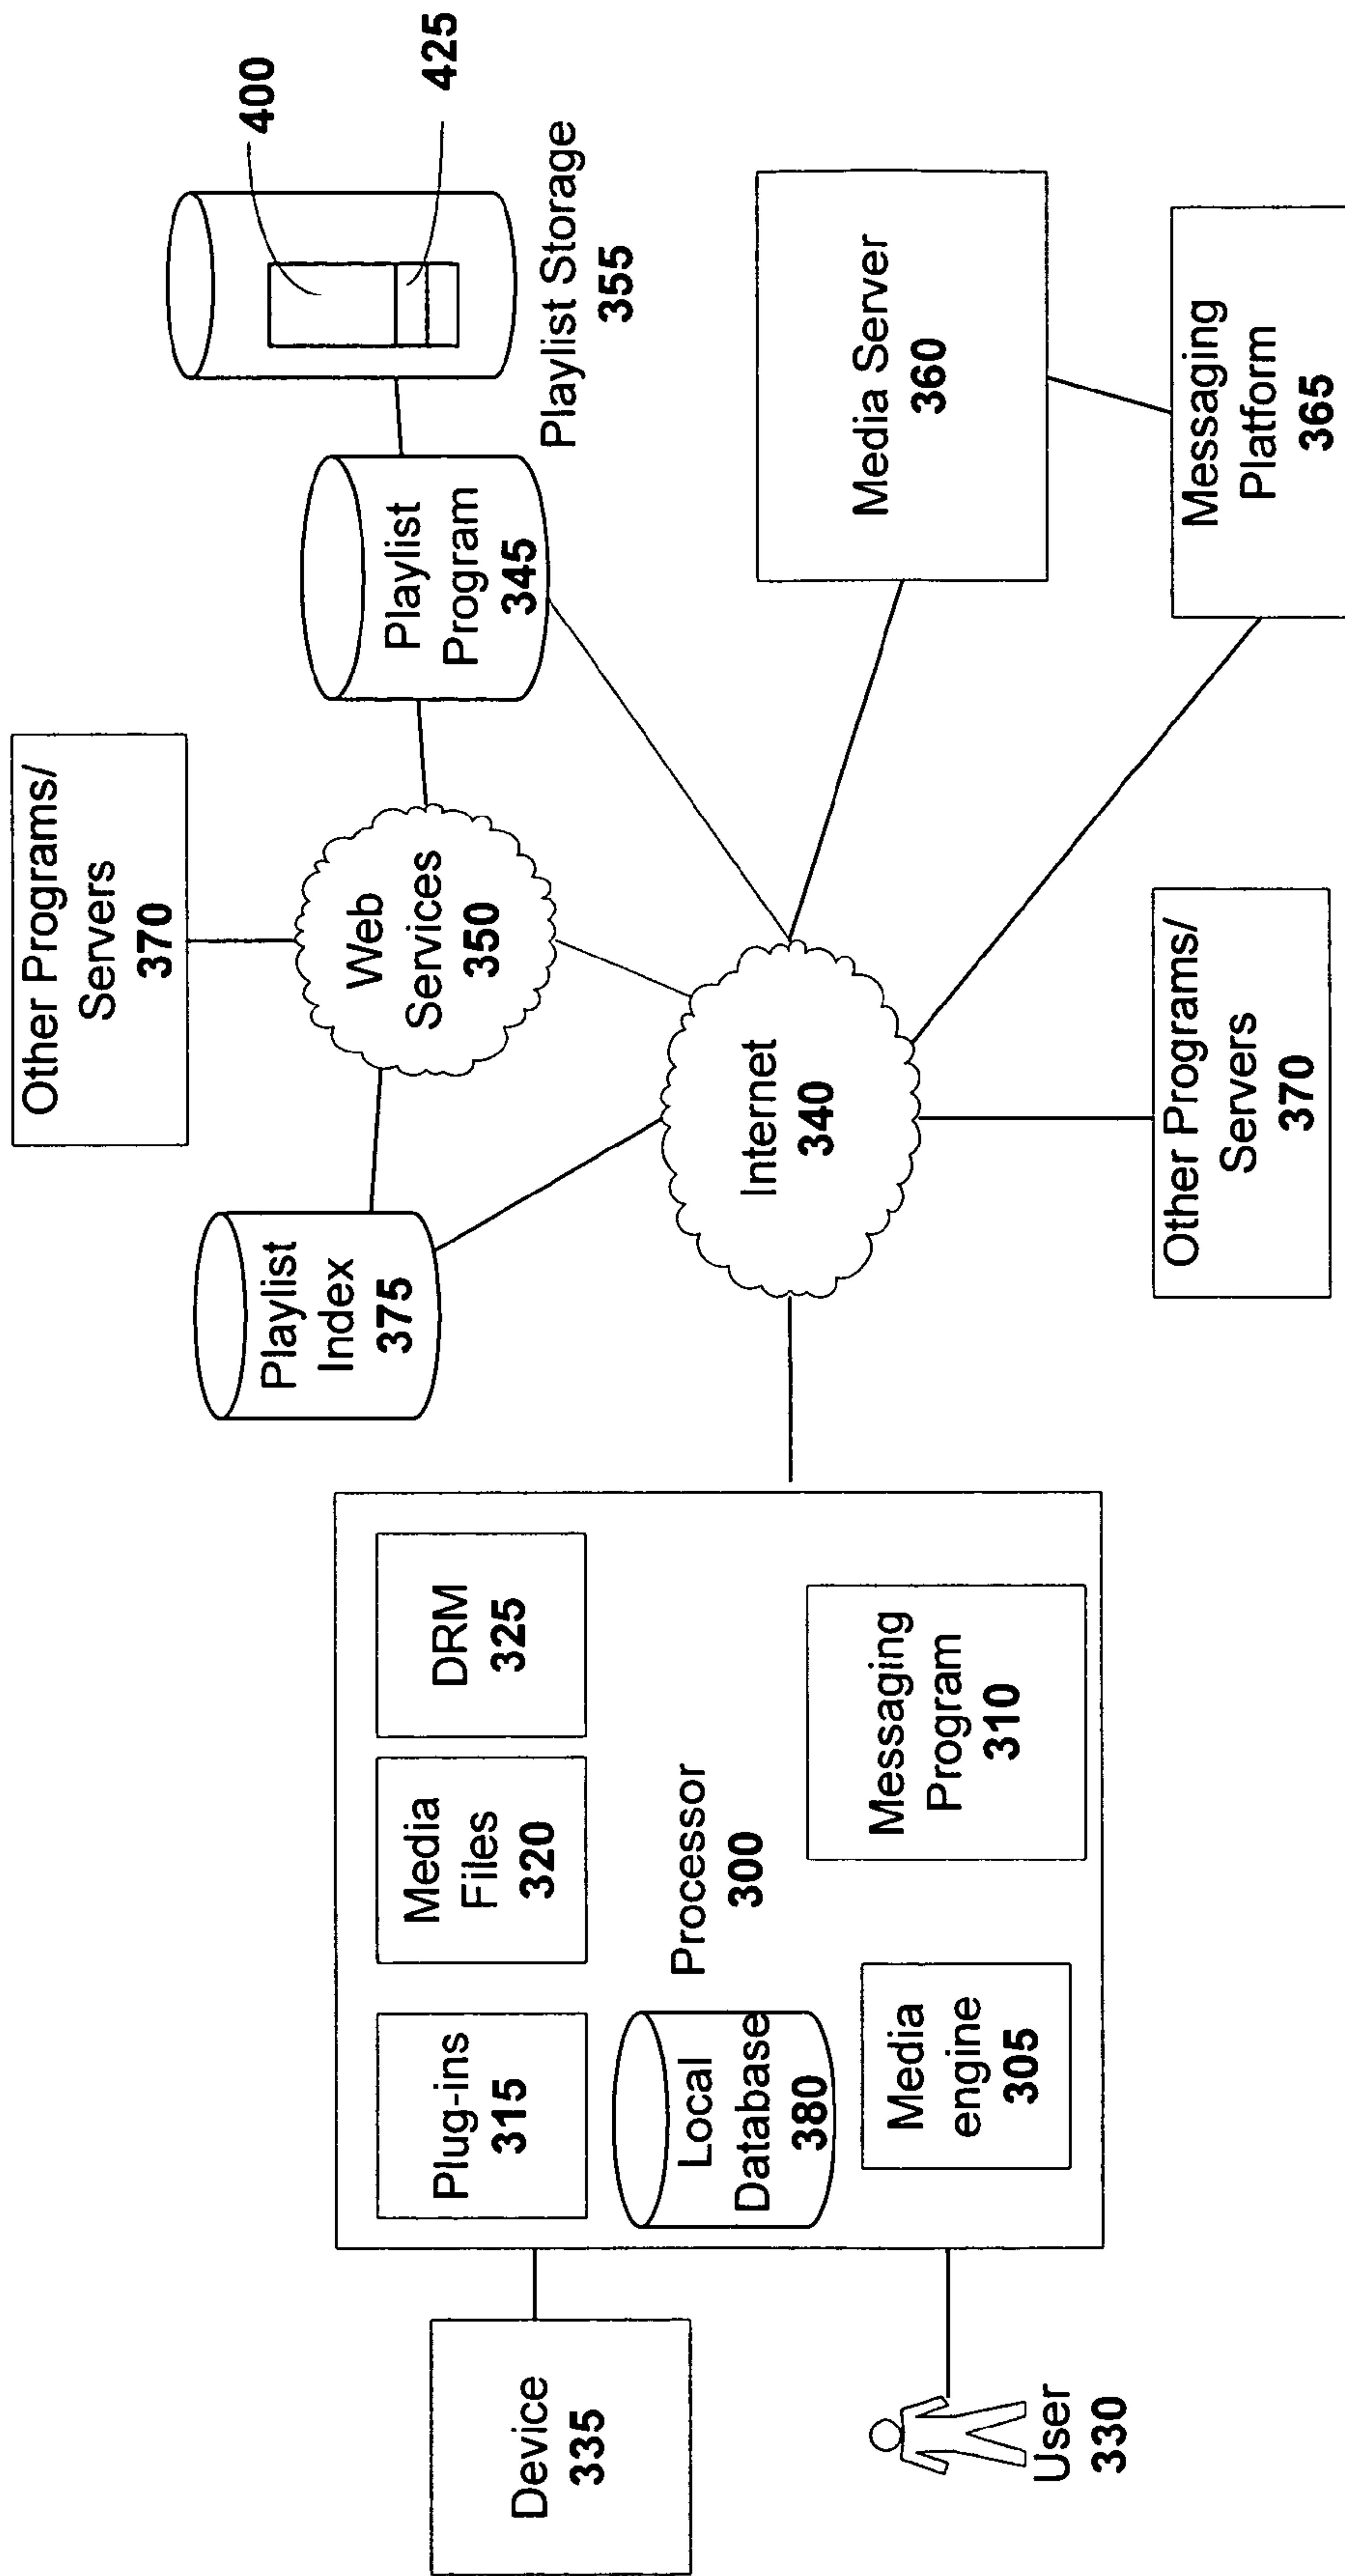 Other Programs/
Servers
370
400
425
Playlist
Index
375
Web
Services
350
Playlist
Program
345
Playlist Storage
355
Device
335
User
330
Plug-ins
315
Media
Files
320
DRM
325
Local
Database
380
Processor
300
Media
engine
305
Messaging
Program
310
Internet
340
Media Server
360
Other Programs/
Servers
370
Messaging
Platform
365